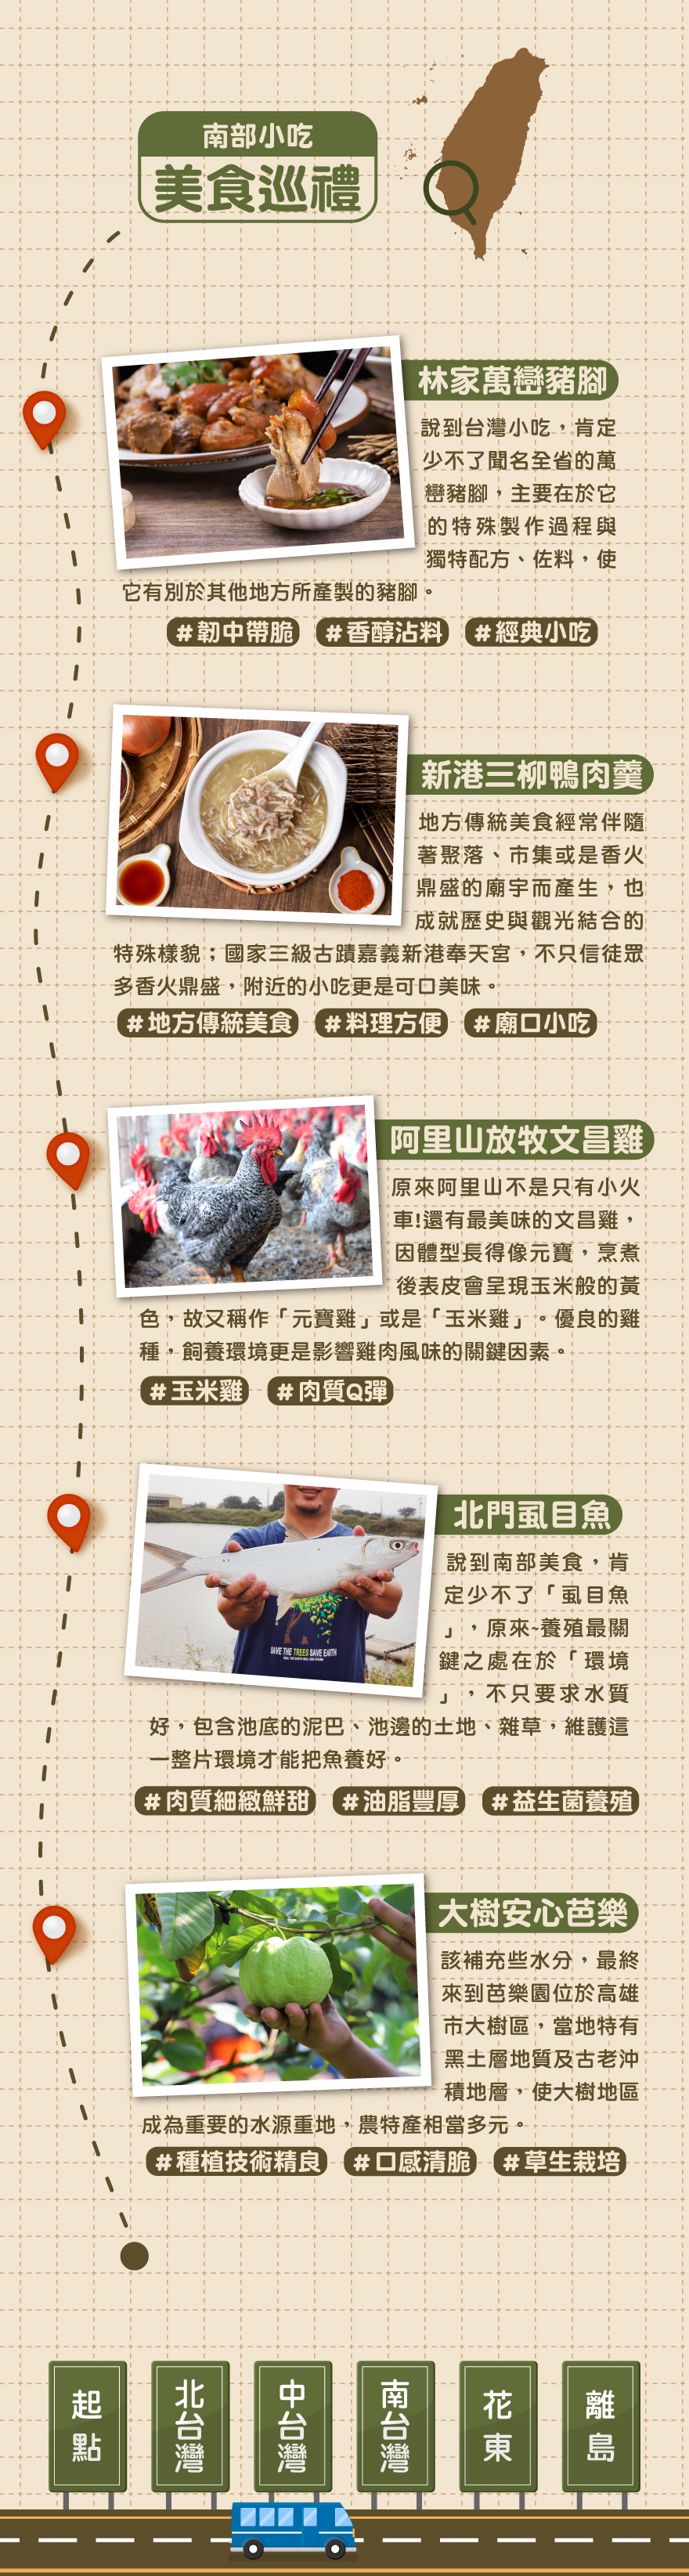 南部小吃
美食巡禮
林家萬巒豬腳
說到台灣小吃，肯定
少不了聞名全省的萬
巒豬腳，主要在於它
的特殊製作過程與
獨特配方、佐料，使
它有別於其他地方所產製的豬腳。
#韌中帶脆 #香醇沾料 #經典小吃
新港三柳鴨肉羹
地方傳統美食經常伴隨
著聚落、市集或是香火
鼎盛的廟宇而產生，也
成就歷史與觀光結合的
特殊樣貌；國家三級古蹟嘉義新港奉天宮，不只信徒眾
多香火鼎盛，附近的小吃更是可口美味。
#地方傳統美食 #料理方便 #廟口小吃
阿里山放牧文昌雞
原來阿里山不是只有小火
車!還有最美味的文昌雞，
因體型長得像元寶，烹煮
後表皮會呈現玉米般的黃
色，故又稱作「元寶雞」或是「玉米雞」。優良的雞
種，飼養環境更是影響雞肉風味的關鍵因素。
#玉米雞 #肉質Q彈
北門虱目魚
說到南部美食，肯
定少不了「虱目魚
」，原來~養殖最關
鍵之處在於「環境
」，不只要求水質
好，包含池底的泥巴、池邊的土地、雜草，維護這
一整片環境才能把魚養好。
SAVE THE TREES SAVE EARTH
#肉質細緻鮮甜 #油脂豐厚 #益生菌養殖
大樹安心芭樂
該補充些水分，最終
來到芭樂園位於高雄
市大樹區，當地特有
黑土層地質及古老沖
積地層，使大樹地區
成為重要的水源重地，農特產相當多元。
#種植技術精良 #口感清脆 #草生栽培
起點
北台灣
中台灣
南台灣
花東
離島